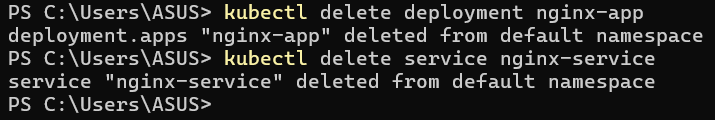 PS C:\Users\ASUS> kubectl delete deployment nginx-app
deployment.apps "nginx-app" deleted from default namespace
PS C:\Users\ASUS> kubectl delete service nginx-service
service "nginx-service" deleted from default namespace
PS C:\Users\ASUS>